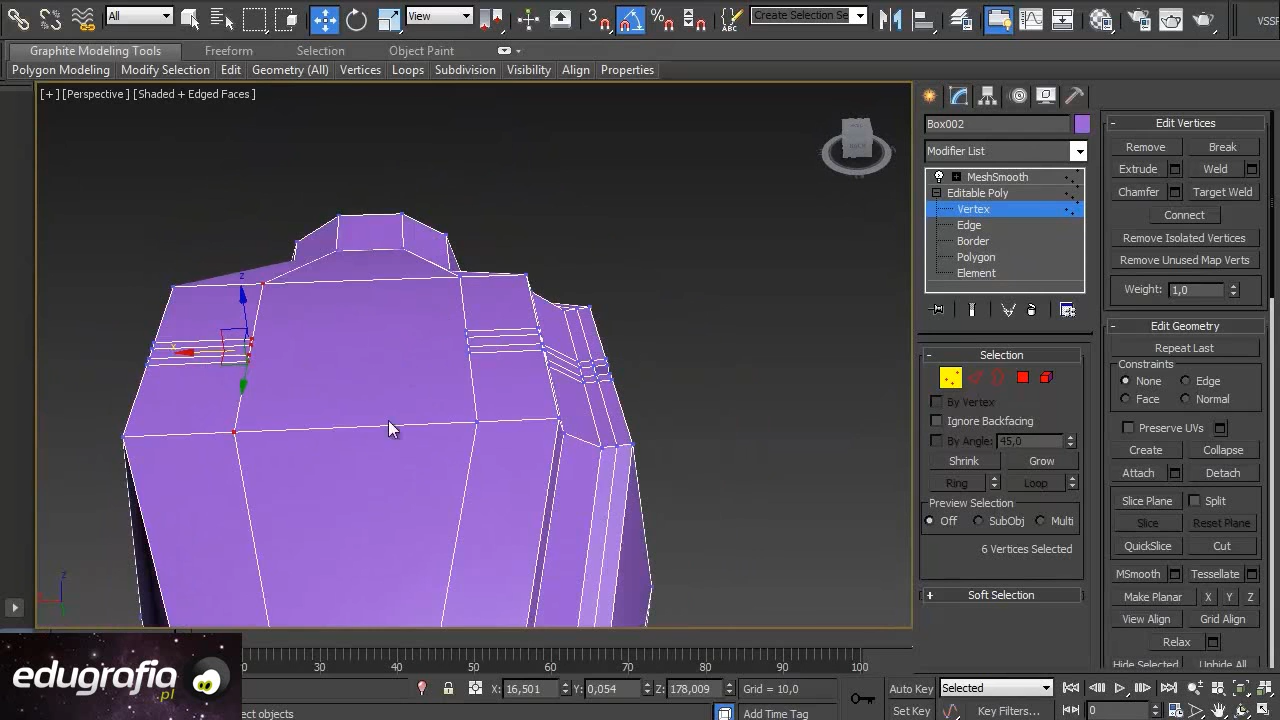 All
View
3
ABC
Create Selection Se
VSSF
Graphite Modeling Tools Freeform Selection Object Paint
Polygon Modeling Modify Selection Edit Geometry (All) Vertices Loops Subdivision Visibility Align Properties
[+] [Perspective] [Shaded + Edged Faces]
z
x
z
Box002
Modifier List
MeshSmooth
Editable Poly
Vertex
Edge
Border
Polygon
Element
Selection
By Vertex
Ignore Backfacing
By Angle: 45,0
Shrink Grow
Ring Loop
Preview Selection
Off SubObj Multi
6 Vertices Selected
Soft Selection
Edit Vertices
Remove Break
Extrude Weld
Chamfer Target Weld
Connect
Remove Isolated Vertices
Remove Unused Map Verts
Weight: 1,0
Edit Geometry
Repeat Last
Constraints
None Edge
Face Normal
Preserve UVs
Create Collapse
Attach Detach
Slice Plane Split
Slice Reset Plane
QuickSlice Cut
MSmooth Tessellate
Make Planar X Y Z
View Align Grid Align
Relax
Hide Selected Unhide All
edugrafia
.pl
20 30 40 50 60 70 80 90 100
X: 16,501 Y: 0,054 Z: 178,009 Grid = 10,0
ect objects
Add Time Tag
Auto Key Selected
Set Key Key Filters... 0